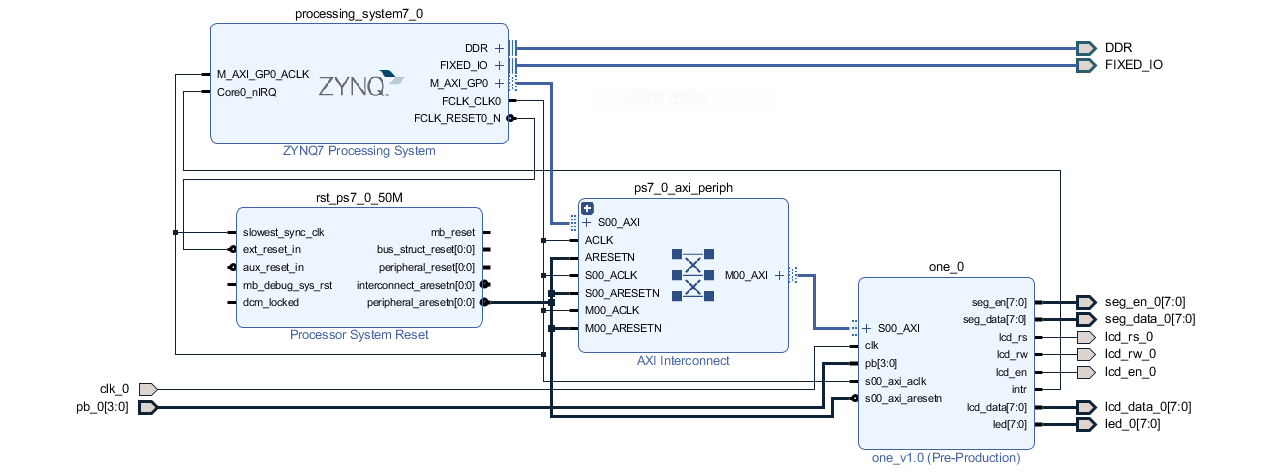 processing_system7_0
M_AXI_GP0_ACLK
Core0_nIRQ
ZYNQ
DDR
FIXED_IO
M_AXI_GP0
FCLK_CLK0
FCLK_RESET0_N
ZYNQ7 Processing System
DDR
FIXED_IO
rst_ps7_0_50M
slowest_sync_clk
ext_reset_in
aux_reset_in
mb_debug_sys_rst
dcm_locked
mb_reset
bus_struct_reset[0:0]
peripheral_reset[0:0]
interconnect_aresetn[0:0]
peripheral_aresetn[0:0]
Processor System Reset
ps7_0_axi_periph
S00_AXI
ACLK
ARESETN
S00_ACLK
S00_ARESETN
M00_ACLK
M00_ARESETN
M00_AXI
AXI Interconnect
one_0
S00_AXI
clk
pb[3:0]
s00_axi_aclk
s00_axi_aresetn
seg_en[7:0]
seg_data[7:0]
lcd_rs
lcd_rw
lcd_en
intr
lcd_data[7:0]
led[7:0]
one_v1.0 (Pre-Production)
seg_en_0[7:0]
seg_data_0[7:0]
lcd_rs_0
lcd_rw_0
lcd_en_0
lcd_data_0[7:0]
led_0[7:0]
clk_0
pb_0[3:0]